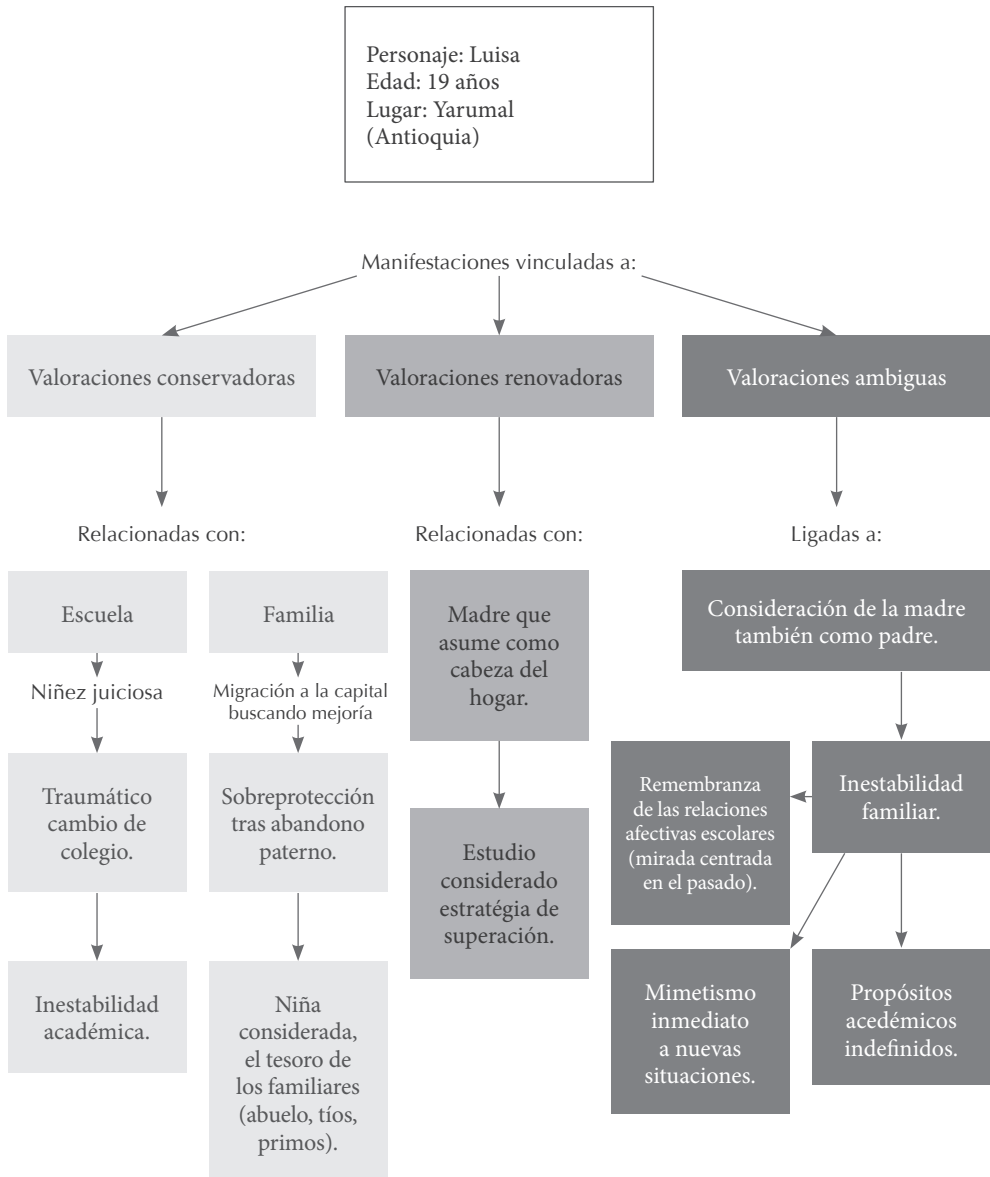 Personaje: Luisa
Edad: 19 años
Lugar: Yarumal
(Antioquia)
Manifestaciones vinculadas a:
Valoraciones conservadoras
Valoraciones renovadoras
Valoraciones ambiguas
Relacionadas con:
Relacionadas con:
Ligadas a:
Escuela
Niñez juiciosa
Traumático
cambio de
colegio.
Inestabilidad
académica.
Familia
Migración a la capital
buscando mejoría
Sobreprotección
tras abandono
paterno.
Niña
considerada,
el tesoro de
los familiares
(abuelo, tíos,
primos).
Madre que
asume como
cabeza del
hogar.
Estudio
considerado
estratégia de
superación.
Consideración de la madre
también como padre.
Inestabilidad
familiar.
Remembranza
de las relaciones
afectivas escolares
(mirada centrada
en el pasado).
Mimetismo
inmediato
a nuevas
situaciones.
Propósitos
acedémicos
indefinidos.